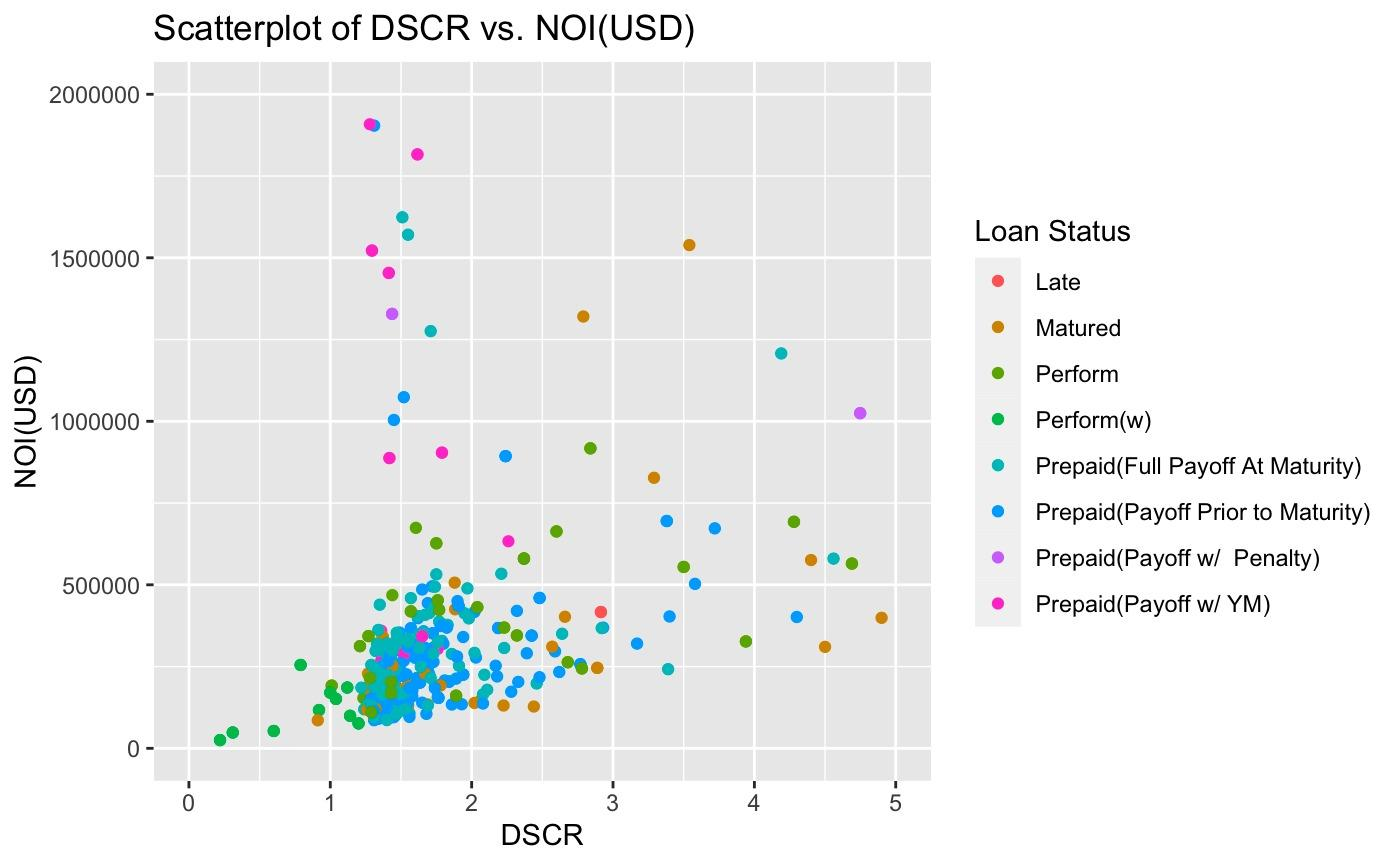 Scatterplot of DSCR vs. NOI(USD)
2000000
1500000
1000000
500000
0
NOI(USD)
0 1 2 3 4 5
DSCR
Loan Status
Late
Matured
Perform
Perform(w)
Prepaid(Full Payoff At Maturity)
Prepaid(Payoff Prior to Maturity)
Prepaid(Payoff w/  Penalty)
Prepaid(Payoff w/ YM)